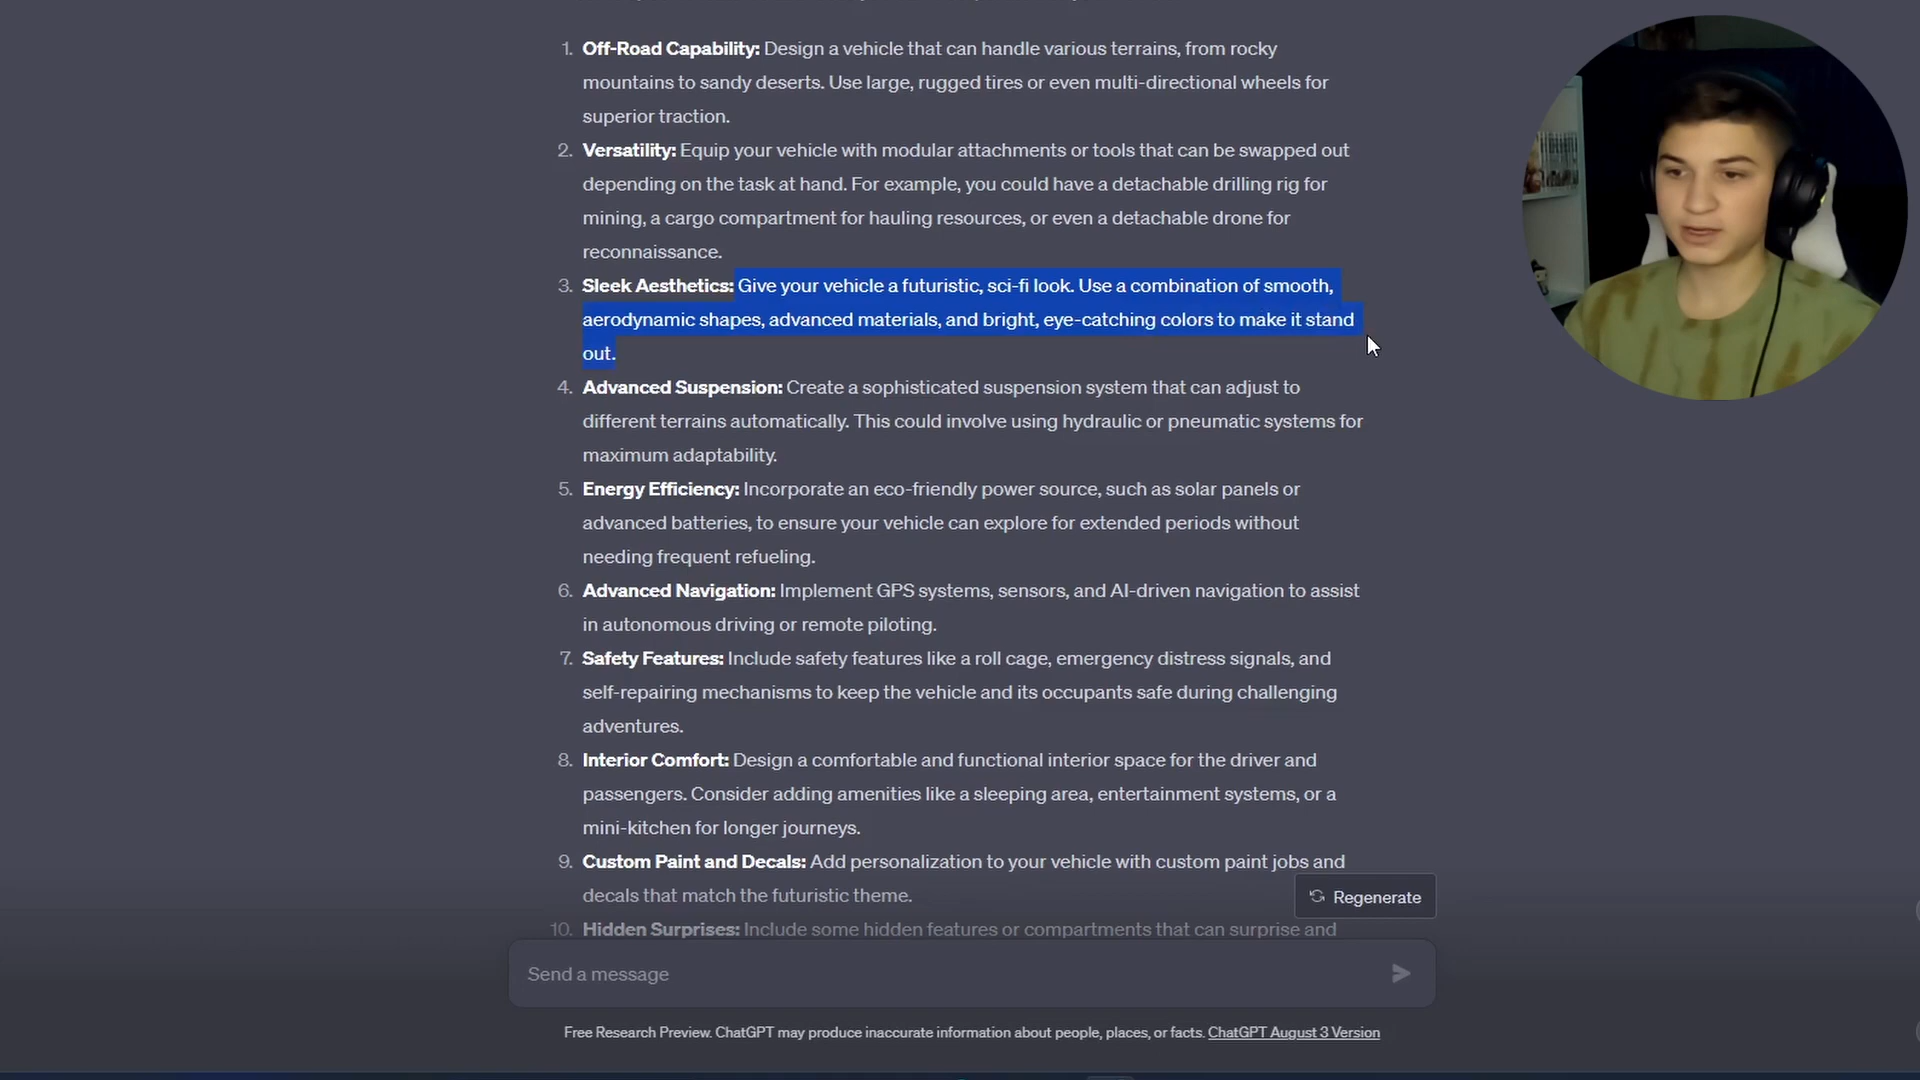 1. Off-Road Capability: Design a vehicle that can handle various terrains, from rocky
mountains to sandy deserts. Use large, rugged tires or even multi-directional wheels for
superior traction.
2. Versatility: Equip your vehicle with modular attachments or tools that can be swapped out
depending on the task at hand. For example, you could have a detachable drilling rig for
mining, a cargo compartment for hauling resources, or even a detachable drone for
reconnaissance.
3. Sleek Aesthetics: Give your vehicle a futuristic, sci-fi look. Use a combination of smooth,
aerodynamic shapes, advanced materials, and bright, eye-catching colors to make it stand
out.
4. Advanced Suspension: Create a sophisticated suspension system that can adjust to
different terrains automatically. This could involve using hydraulic or pneumatic systems for
maximum adaptability.
5. Energy Efficiency: Incorporate an eco-friendly power source, such as solar panels or
advanced batteries, to ensure your vehicle can explore for extended periods without
needing frequent refueling.
6. Advanced Navigation: Implement GPS systems, sensors, and AI-driven navigation to assist
in autonomous driving or remote piloting.
7. Safety Features: Include safety features like a roll cage, emergency distress signals, and
self-repairing mechanisms to keep the vehicle and its occupants safe during challenging
adventures.
8. Interior Comfort: Design a comfortable and functional interior space for the driver and
passengers. Consider adding amenities like a sleeping area, entertainment systems, or a
mini-kitchen for longer journeys.
9. Custom Paint and Decals: Add personalization to your vehicle with custom paint jobs and
decals that match the futuristic theme.
Regenerate
10. Hidden Surprises: Include some hidden features or compartments that can surprise and
Send a message
Free Research Preview. ChatGPT may produce inaccurate information about people, places, or facts. ChatGPT August 3 Version